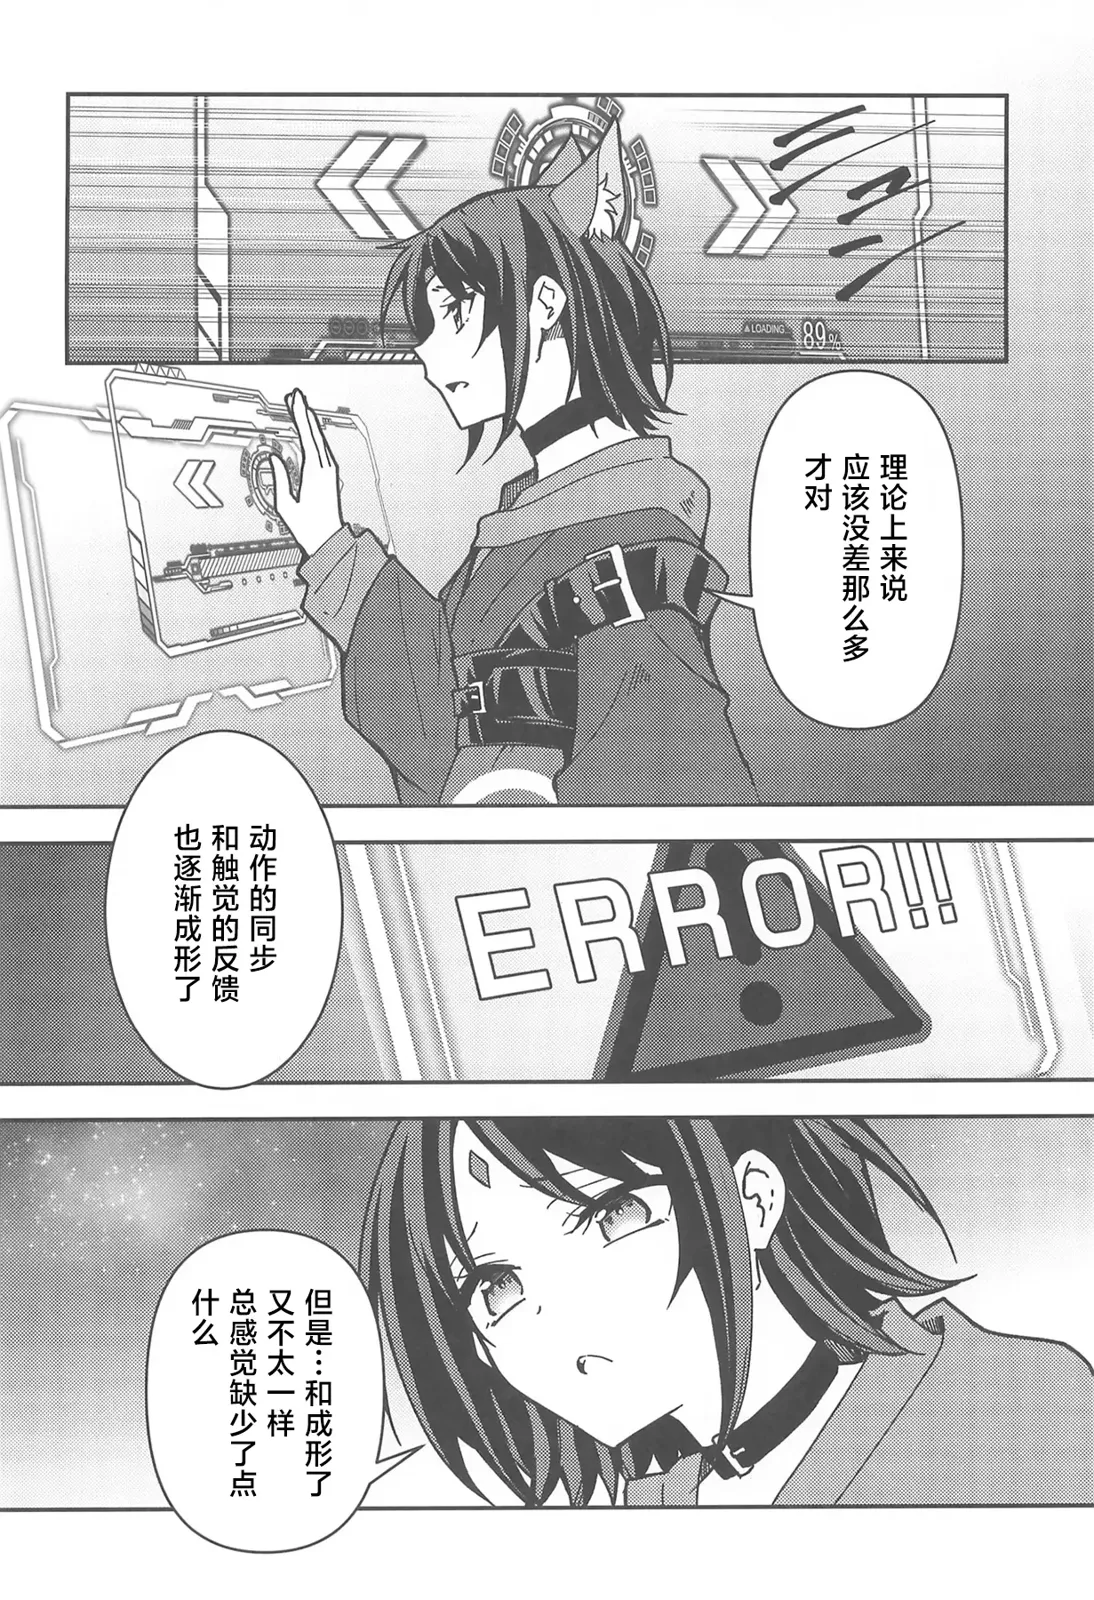 ミミ
LOADING
89%
理论上来说
应该没差那么多
才对
动作的同步
和触觉的反馈
也逐渐成形了
ERROR!!
但是…和成形了
又不太一样
总感觉缺少了点
什么